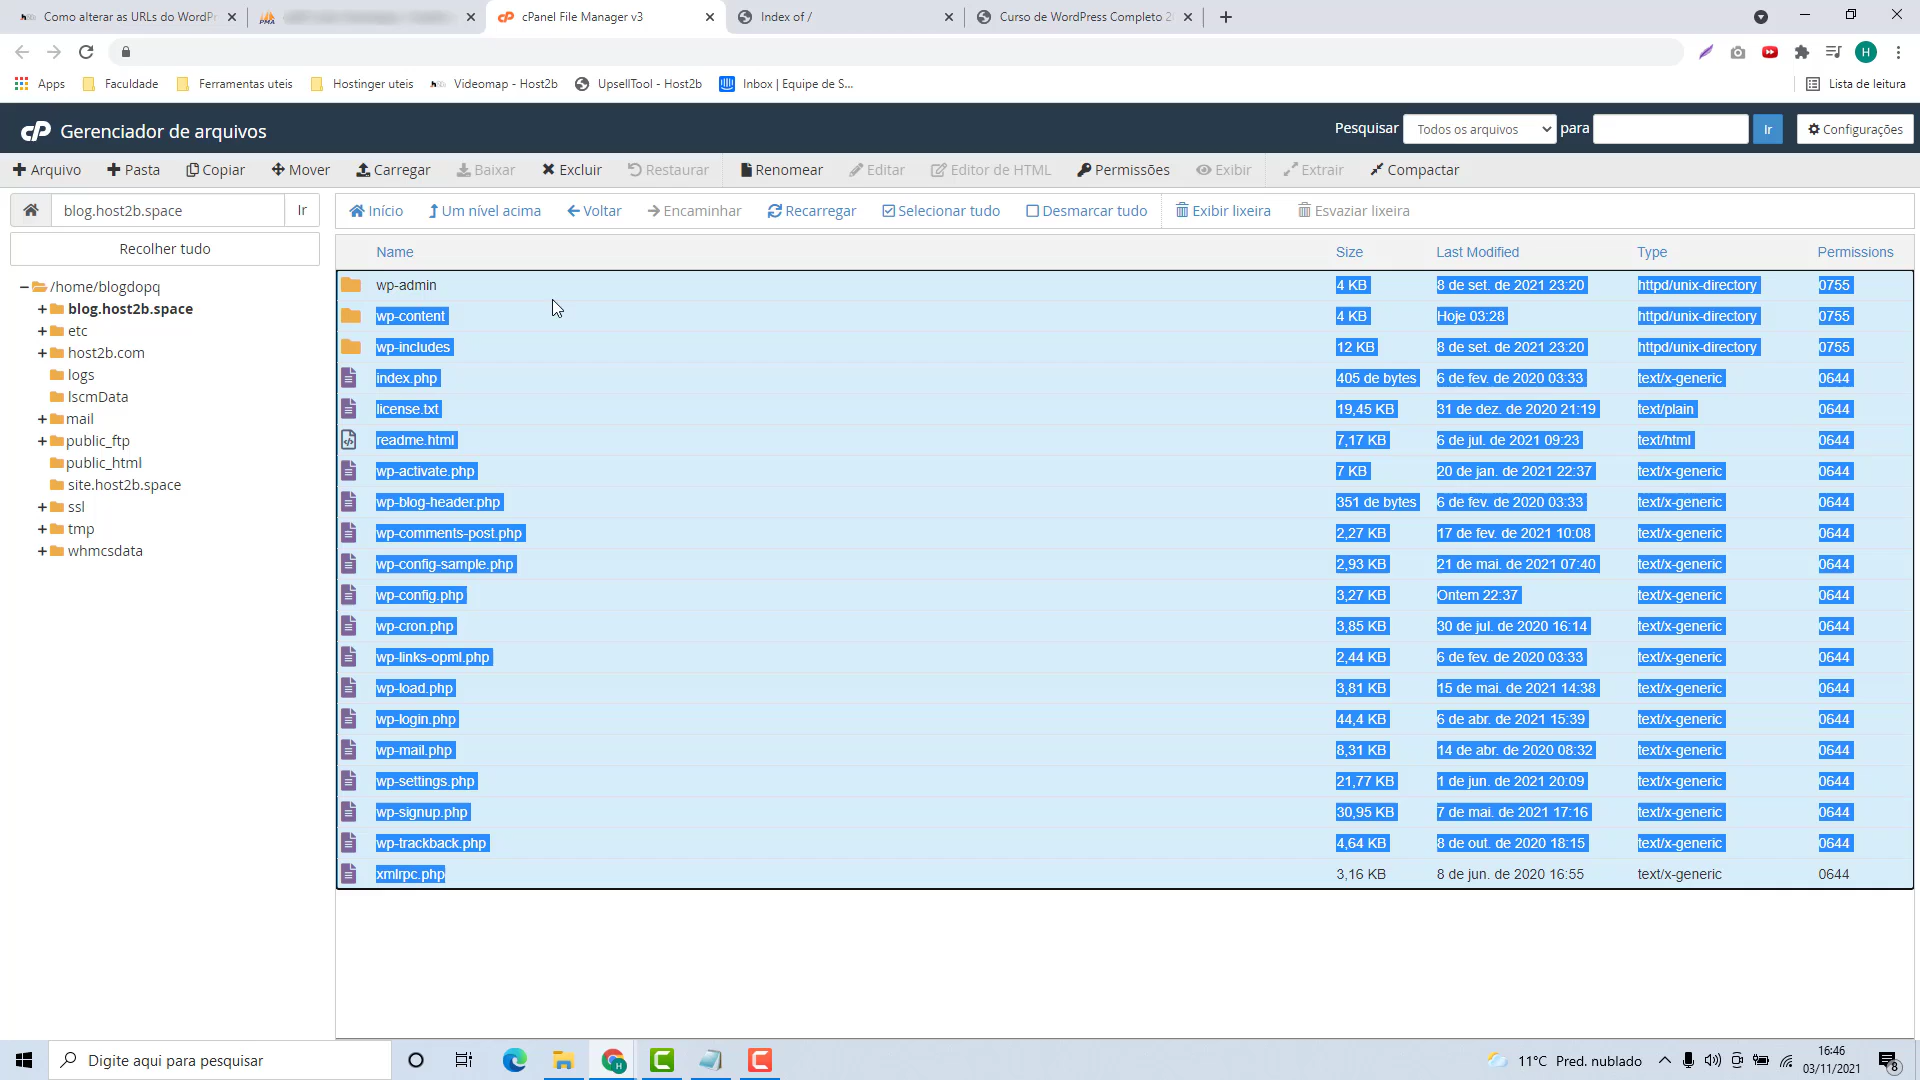 Como alterar as URLs do WordPr
cPanel File Manager v3
Index of /
Curso de WordPress Completo 2
Apps
Faculdade
Ferramentas uteis
Hostinger uteis
Videomap - Host2b
UpsellTool - Host2b
Inbox | Equipe de S...
Lista de leitura
cP Gerenciador de arquivos
Pesquisar Todos os arquivos para Ir Configurações
Arquivo Pasta Copiar Mover Carregar Baixar Excluir Restaurar Renomear Editar Editor de HTML Permissões Exibir Extrair Compactar
blog.host2b.space Ir
Início Um nível acima Voltar Encaminhar Recarregar Selecionar tudo Desmarcar tudo Exibir lixeira Esvaziar lixeira
Recolher tudo
/home/blogdopq
blog.host2b.space
etc
host2b.com
logs
lscmData
mail
public_ftp
public_html
site.host2b.space
ssl
tmp
whmcsdata
Name Size Last Modified Type Permissions
wp-admin 4 KB 8 de set. de 2021 23:20 httpd/unix-directory 0755
wp-content 4 KB Hoje 03:28 httpd/unix-directory 0755
wp-includes 12 KB 8 de set. de 2021 23:20 httpd/unix-directory 0755
index.php 405 de bytes 6 de fev. de 2020 03:33 text/x-generic 0644
license.txt 19,45 KB 31 de dez. de 2020 21:19 text/plain 0644
readme.html 7,17 KB 6 de jul. de 2021 09:23 text/html 0644
wp-activate.php 7 KB 20 de jan. de 2021 22:37 text/x-generic 0644
wp-blog-header.php 351 de bytes 6 de fev. de 2020 03:33 text/x-generic 0644
wp-comments-post.php 2,27 KB 17 de fev. de 2021 10:08 text/x-generic 0644
wp-config-sample.php 2,93 KB 21 de mai. de 2021 07:40 text/x-generic 0644
wp-config.php 3,27 KB Ontem 22:37 text/x-generic 0644
wp-cron.php 3,85 KB 30 de jul. de 2020 16:14 text/x-generic 0644
wp-links-opml.php 2,44 KB 6 de fev. de 2020 03:33 text/x-generic 0644
wp-load.php 3,81 KB 15 de mai. de 2021 14:38 text/x-generic 0644
wp-login.php 44,4 KB 6 de abr. de 2021 15:39 text/x-generic 0644
wp-mail.php 8,31 KB 14 de abr. de 2020 08:32 text/x-generic 0644
wp-settings.php 21,77 KB 1 de jun. de 2021 20:09 text/x-generic 0644
wp-signup.php 30,95 KB 7 de mai. de 2021 17:16 text/x-generic 0644
wp-trackback.php 4,64 KB 8 de out. de 2020 18:15 text/x-generic 0644
xmlrpc.php 3,16 KB 8 de jun. de 2020 16:55 text/x-generic 0644
Digite aqui para pesquisar
11°C Pred. nublado
16:46
03/11/2021
8